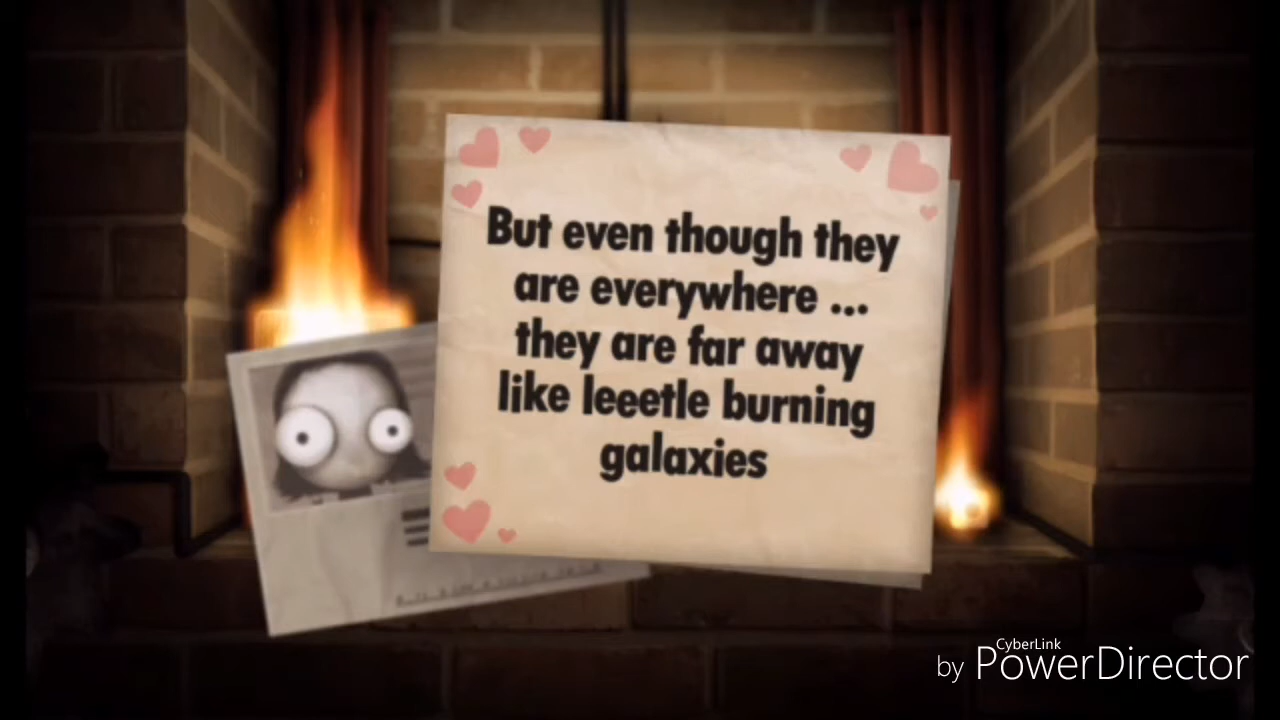 But even though they
are everywhere ...
they are far away
like leeetle burning
galaxies
CyberLink
by PowerDirector